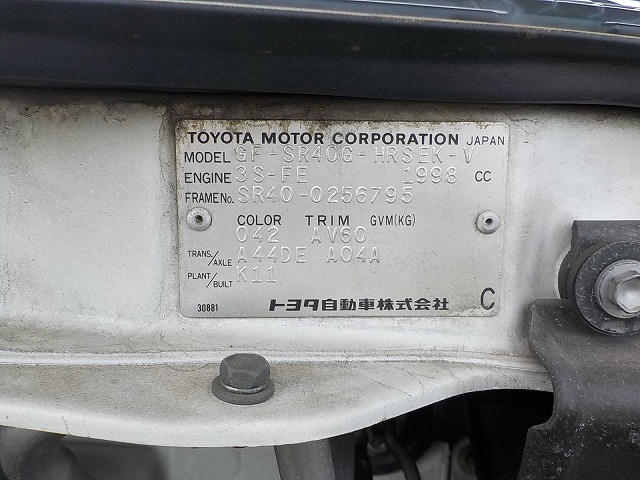 TOYOTA MOTOR CORPORATION JAPAN
MODEL GF-SR40G-HRSEK-V
ENGINE 3S-FE 1998 CC
FRAME No. SR40-0256795
COLOR TRIM GVM(KG)
042 AV60
TRANS./AXLE A44DE A04A
PLANT/BUILT K11
30881 トヨタ自動車株式会社 C